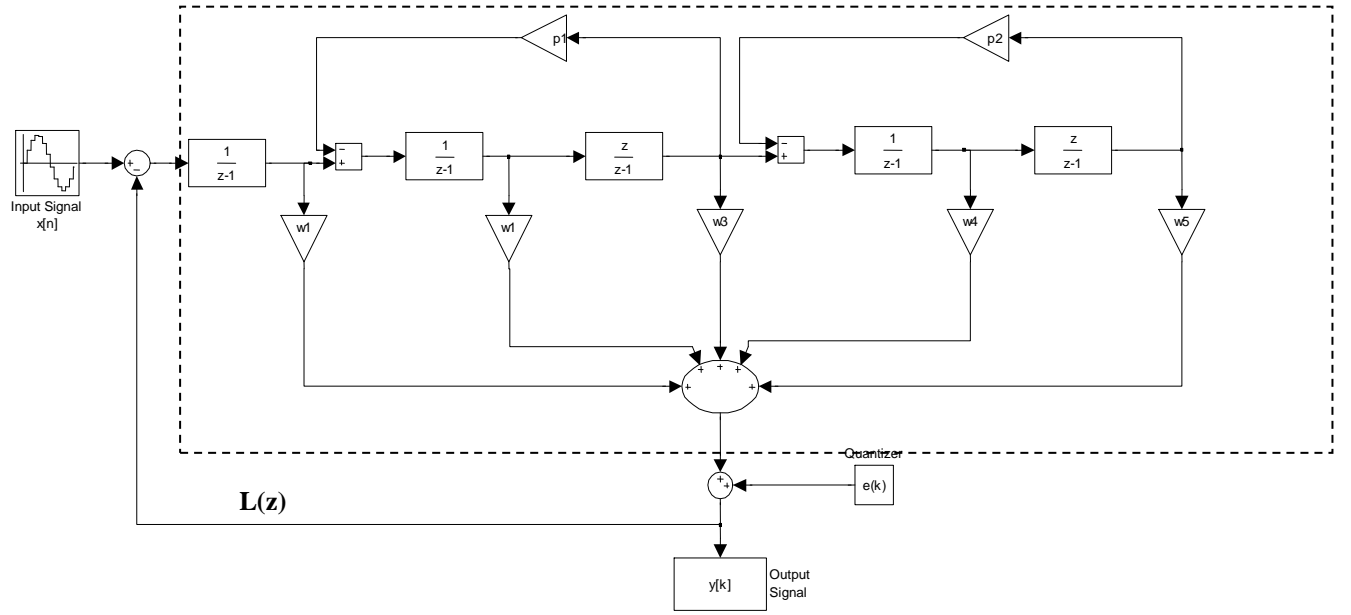 p1
p2
Input Signal
x[n]
+
−
1
z-1
−
+
1
z-1
z
z-1
−
+
1
z-1
z
z-1
w1
w1
w3
w4
w5
+
+
+
+
+
Quantizer
+
+
e(k)
L(z)
y[k]
Output
Signal